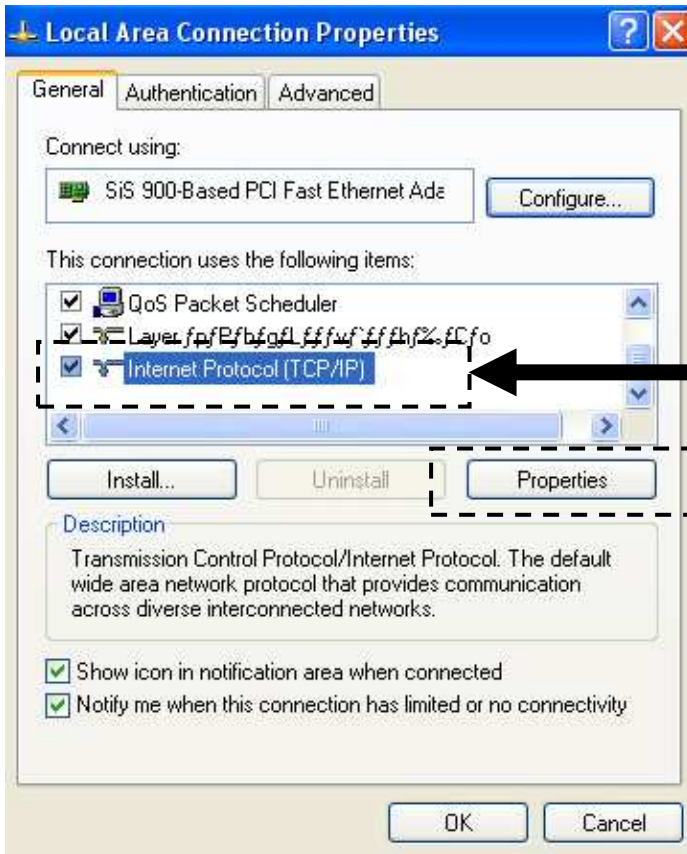 Local Area Connection Properties
General Authentication Advanced
Connect using:
SiS 900-Based PCI Fast Ethernet Ada
Configure...
This connection uses the following items:
QoS Packet Scheduler
Layer
Internet Protocol (TCP/IP)
Install... Uninstall Properties
Description
Transmission Control Protocol/Internet Protocol. The default
wide area network protocol that provides communication
across diverse interconnected networks.
Show icon in notification area when connected
Notify me when this connection has limited or no connectivity
OK Cancel